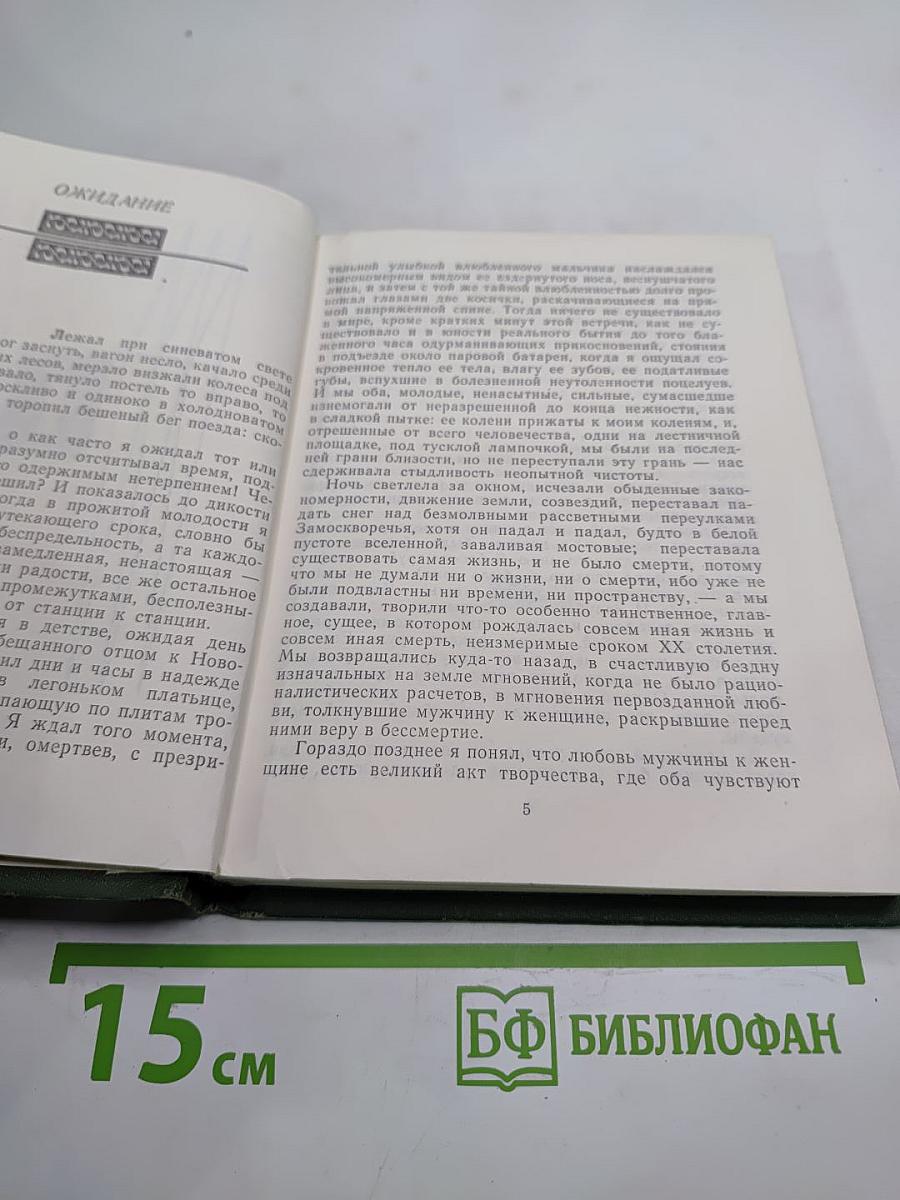 ОЖИДАНИЕ
Лежал при синеватом свете
ог заснуть, вагон несло, качало среди
их лесов, мерзло визжали колеса под
вало, тянуло постель то вправо, то
оскливо и одиноко в холодноватом
торопил бешеный бег поезда: ско-
о как часто я ожидал тот или
разумно отсчитывал время, под-
ю одержимым нетерпением! Че-
ешил? И показалось до дикости
огда в прожитой молодости я
утекающего срока, словно бы
беспредельность, а та каждо-
замедленная, ненастоящая —
и радости, все же остальное
промежутками, бесполезны-
от станции к станции.
я в детстве, ожидая день
бещанного отцом к Ново-
ил дни и часы в надежде
в легоньком платьице,
пающую по плитам тро-
Я ждал того момента,
и, омертвев, с презри-
тельной улыбкой влюбленного мальчика наслаждался
высокомерным видом ее вздернутого носа, веснушчатого
лица, и затем с той же тайной влюбленностью долго про-
вожал глазами две косички, раскачивающиеся на пря-
мой напряженной спине. Тогда ничего не существовало
в мире, кроме кратких минут этой встречи, как не су-
ществовало и в юности реального бытия до того бла-
женного часа одурманивающих прикосновений, стояния
в подъезде около паровой батареи, когда я ощущал со-
кровенное тепло ее тела, влагу ее зубов, ее податливые
губы, вспухшие в болезненной неутоленности поцелуев.
И мы оба, молодые, ненасытные, сильные, сумасшедше
изнемогали от неразрешенной до конца нежности, как
в сладкой пытке: ее колени прижаты к моим коленям, и,
отрешенные от всего человечества, одни на лестничной
площадке, под тусклой лампочкой, мы были на послед-
ней грани близости, но не переступали эту грань — нас
сдерживала стыдливость неопытной чистоты.
Ночь светлела за окном, исчезали обыденные зако-
номерности, движение земли, созвездий, переставал па-
дать снег над безмолвными рассветными переулками
Замоскворечья, хотя он падал и падал, будто в белой
пустоте вселенной, заваливая мостовые; переставала
существовать самая жизнь, и не было смерти, потому
что мы не думали ни о жизни, ни о смерти, ибо уже не
были подвластны ни времени, ни пространству, — а мы
создавали, творили что-то особенно таинственное, глав-
ное, сущее, в котором рождалась совсем иная жизнь и
совсем иная смерть, неизмеримые сроком XX столетия.
Мы возвращались куда-то назад, в счастливую бездну
изначальных на земле мгновений, когда не было рацио-
налистических расчетов, в мгновения первозданной люб-
ви, толкнувшие мужчину к женщине, раскрывшие перед
ними веру в бессмертие.
Гораздо позднее я понял, что любовь мужчины к жен-
щине есть великий акт творчества, где оба чувствуют
5
15 см
БФ БИБЛИОФАН